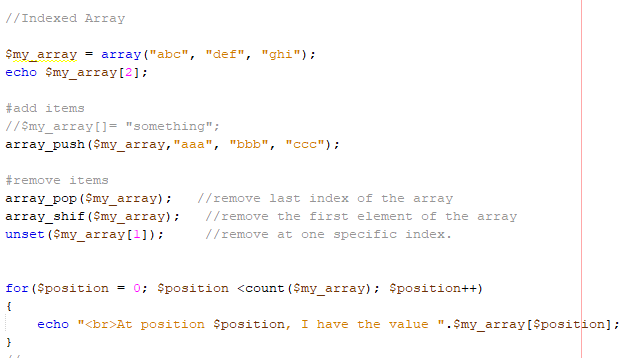 //Indexed Array
$my_array = array("abc", "def", "ghi");
echo $my_array[2];
#add items
//$my_array[]= "something";
array_push($my_array,"aaa", "bbb", "ccc");
#remove items
array_pop($my_array);   //remove last index of the array
array_shif($my_array);   //remove the first element of the array
unset($my_array[1]);     //remove at one specific index.
for($position = 0; $position <count($my_array); $position++)
{
    echo "<br>At position $position, I have the value ".$my_array[$position];
}